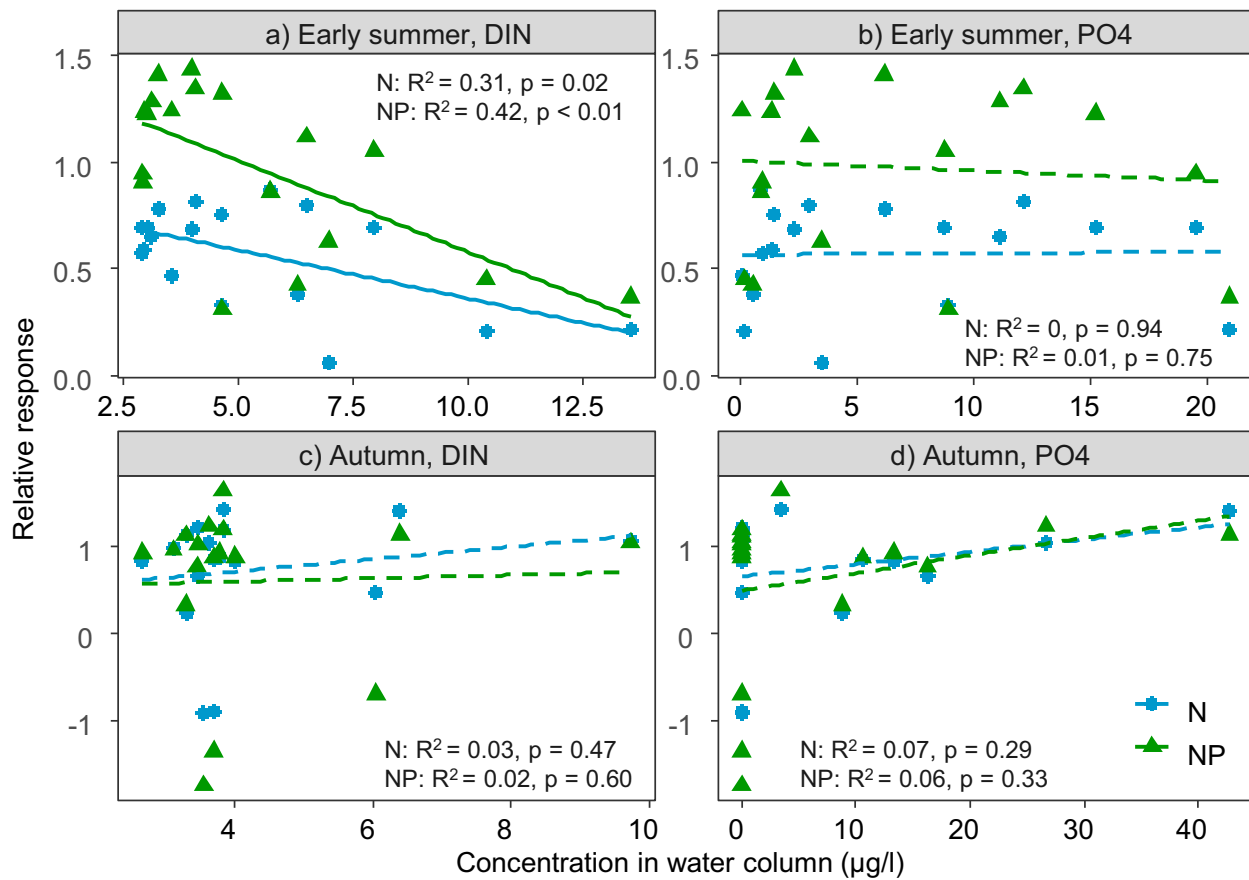 a) Early summer, DIN
b) Early summer, PO4
N: R² = 0.31, p = 0.02
NP: R² = 0.42, p < 0.01
N: R² = 0, p = 0.94
NP: R² = 0.01, p = 0.75
1.5
1.0
0.5
0.0
2.5
5.0
7.5
10.0
12.5
1.5
1.0
0.5
0.0
0
5
10
15
20
Relative response
c) Autumn, DIN
d) Autumn, PO4
1
0
-1
1
0
-1
N: R² = 0.03, p = 0.47
NP: R² = 0.02, p = 0.60
N: R² = 0.07, p = 0.29
NP: R² = 0.06, p = 0.33
N
NP
4
6
8
10
0
10
20
30
40
Concentration in water column (µg/l)